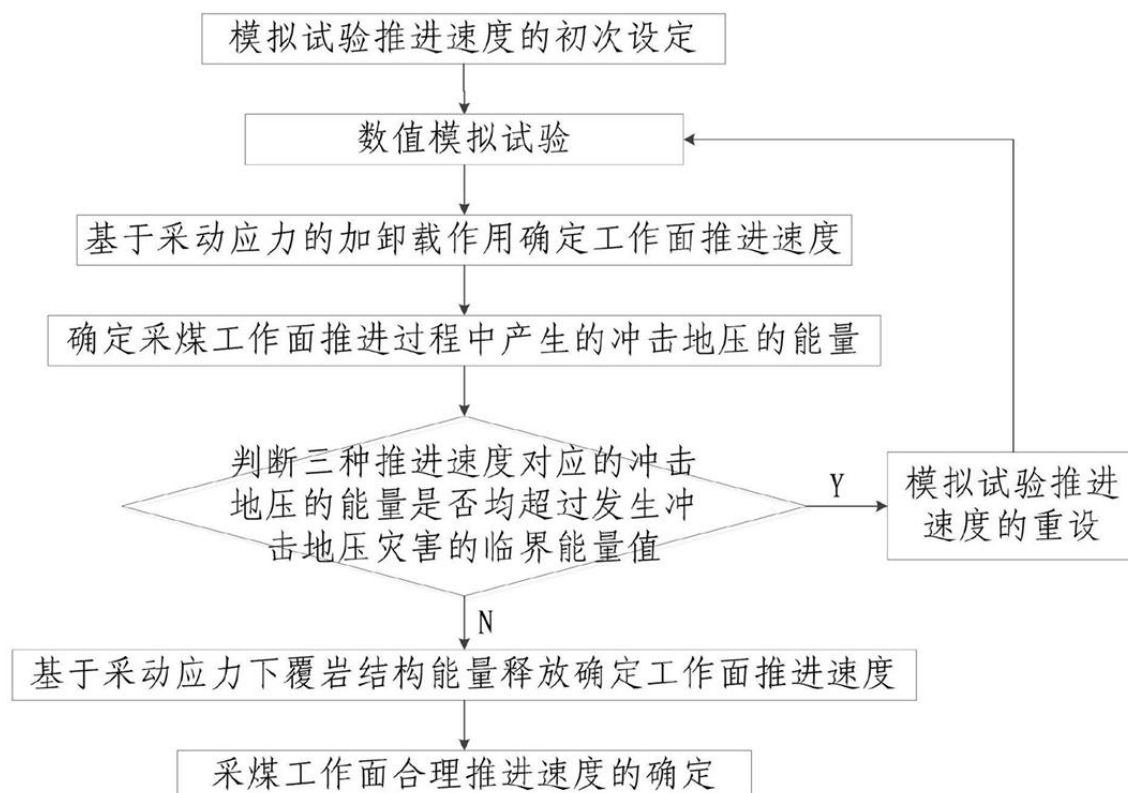 模拟试验推进速度的初次设定
数值模拟试验
基于采动应力的加卸载作用确定工作面推进速度
确定采煤工作面推进过程中产生的冲击地压的能量
判断三种推进速度对应的冲击
地压的能量是否均超过发生冲
击地压灾害的临界能量值
Y
模拟试验推进
速度的重设
N
基于采动应力下覆岩结构能量释放确定工作面推进速度
采煤工作面合理推进速度的确定